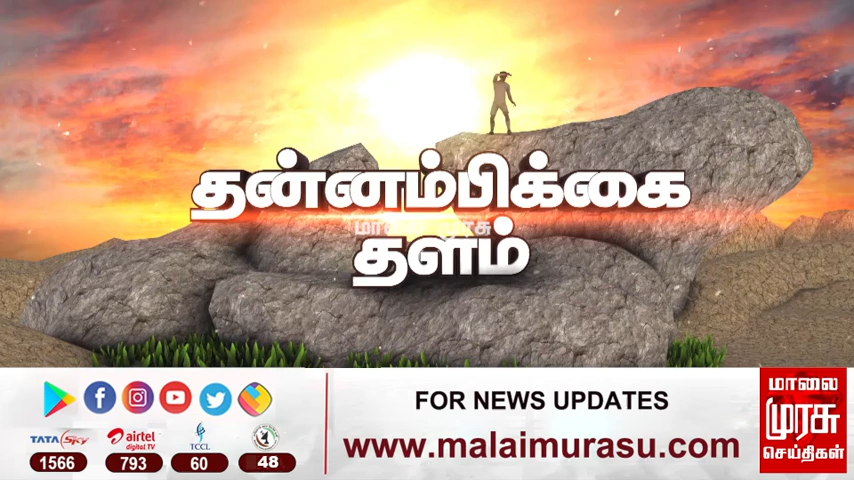 தன்னம்பிக்கை
தளம்
மாலை முரசு
FOR NEWS UPDATES
www.malaimurasu.com
TATA SKY
1566
airtel
digital TV
793
TCCL
60
48
மாலை
முரசு
செய்திகள்